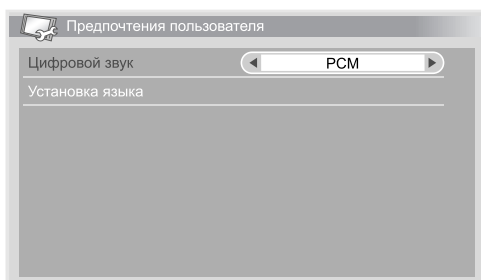 Предпочтения пользователя
Цифровой звук PCM
Установка языка